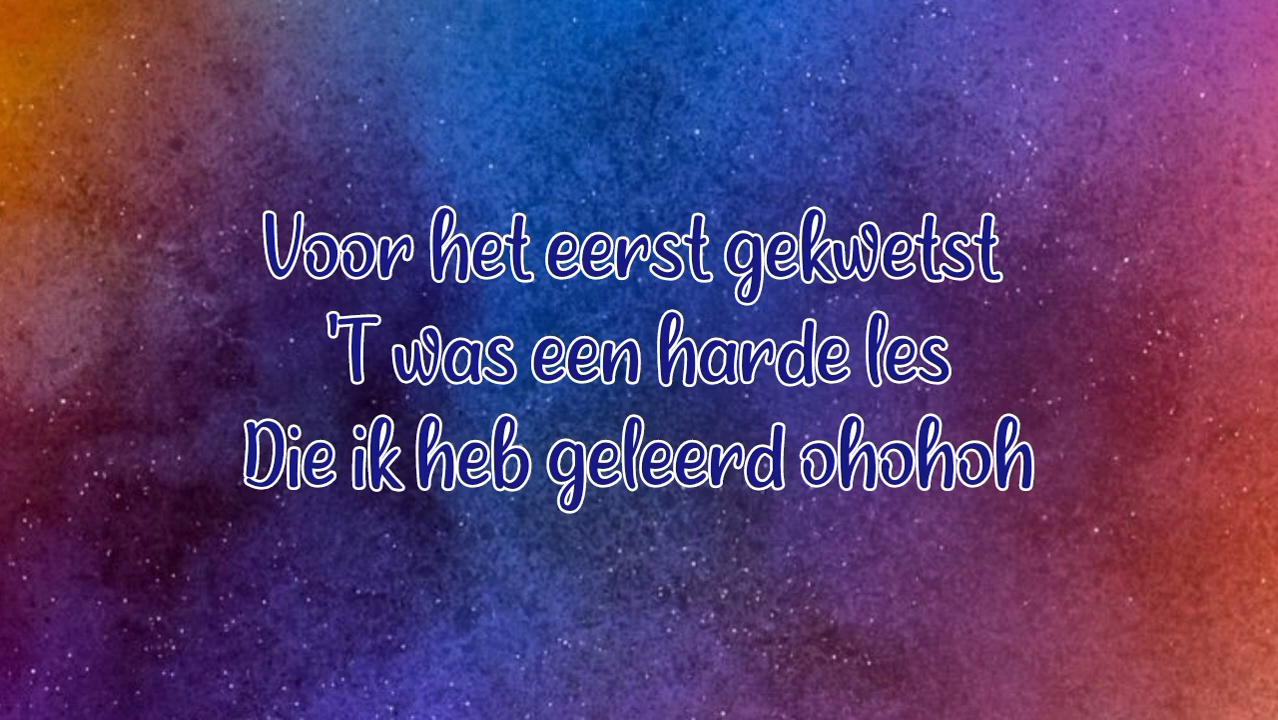 Voor het eerst gekwetst
'T was een harde les
Die ik heb geleerd ohohoh